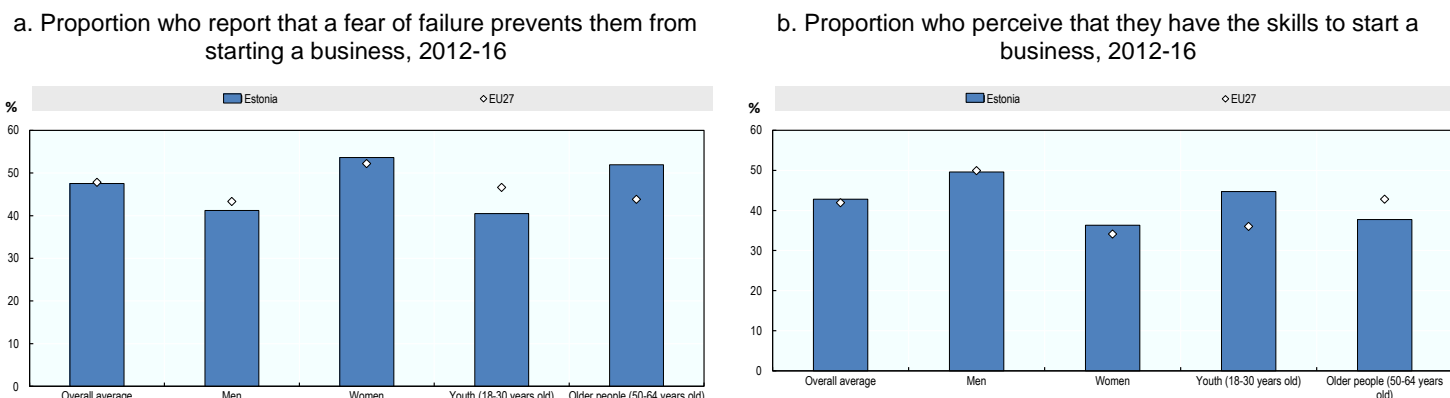 a. Proportion who report that a fear of failure prevents them from
starting a business, 2012-16
%
Estonia
EU27
60
50
40
30
20
10
0
Overall average
Men
Women
Youth (18-30 years old)
Older people (50-64 years old)
b. Proportion who perceive that they have the skills to start a
business, 2012-16
%
Estonia
EU27
60
50
40
30
20
10
0
Overall average
Men
Women
Youth (18-30 years old)
Older people (50-64 years
old)